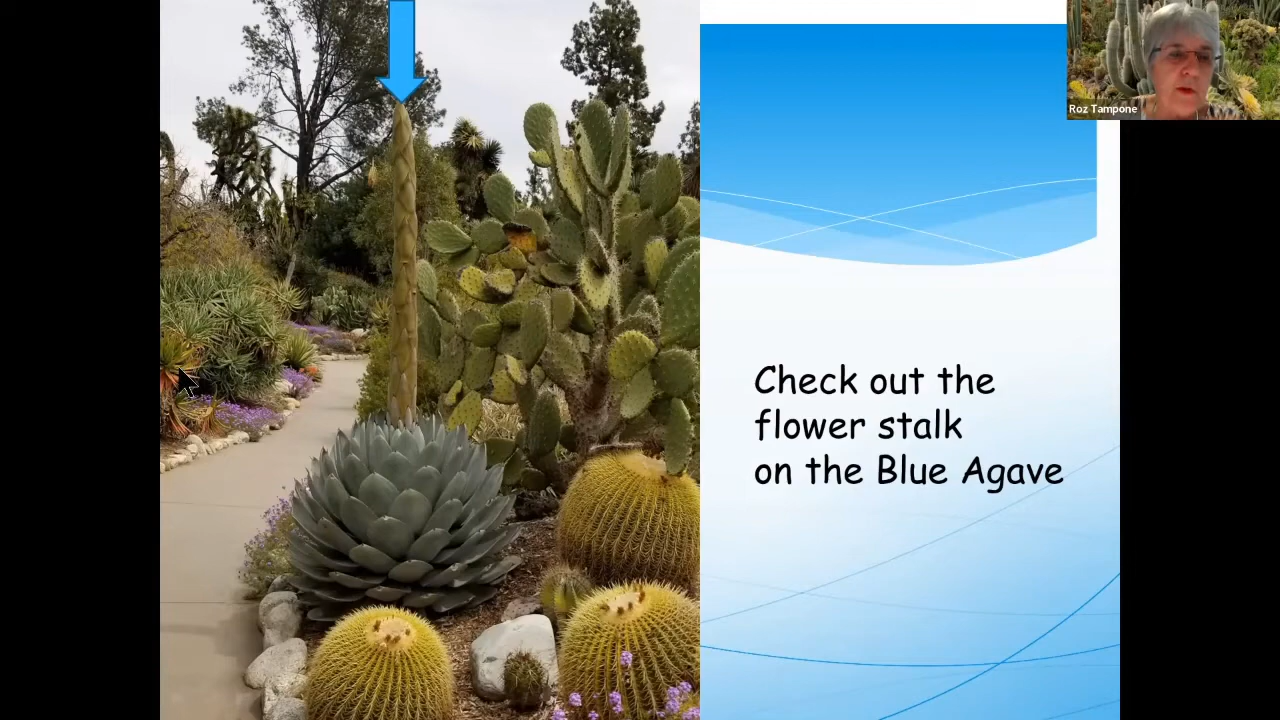 Roz Tampone
Check out the
flower stalk
on the Blue Agave